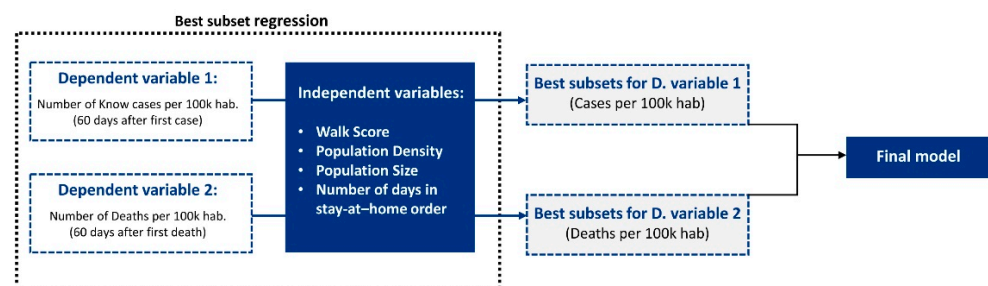 Best subset regression
Dependent variable 1:
Number of Know cases per 100k hab.
(60 days after first case)
Dependent variable 2:
Number of Deaths per 100k hab.
(60 days after first death)
Independent variables:
• Walk Score
• Population Density
• Population Size
• Number of days in
stay-at–home order
Best subsets for D. variable 1
(Cases per 100k hab)
Best subsets for D. variable 2
(Deaths per 100k hab)
Final model